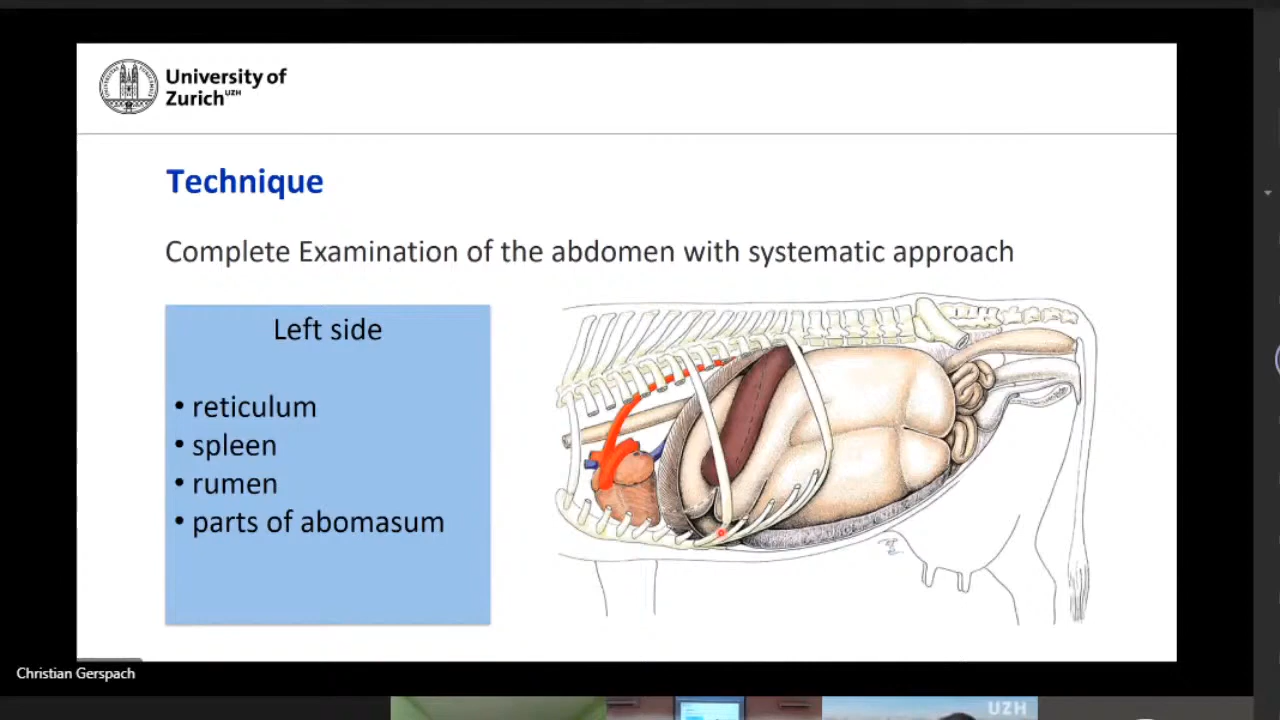 University of
Zurich UZH
Technique
Complete Examination of the abdomen with systematic approach
Left side
• reticulum
• spleen
• rumen
• parts of abomasum
Christian Gerspach
UZH